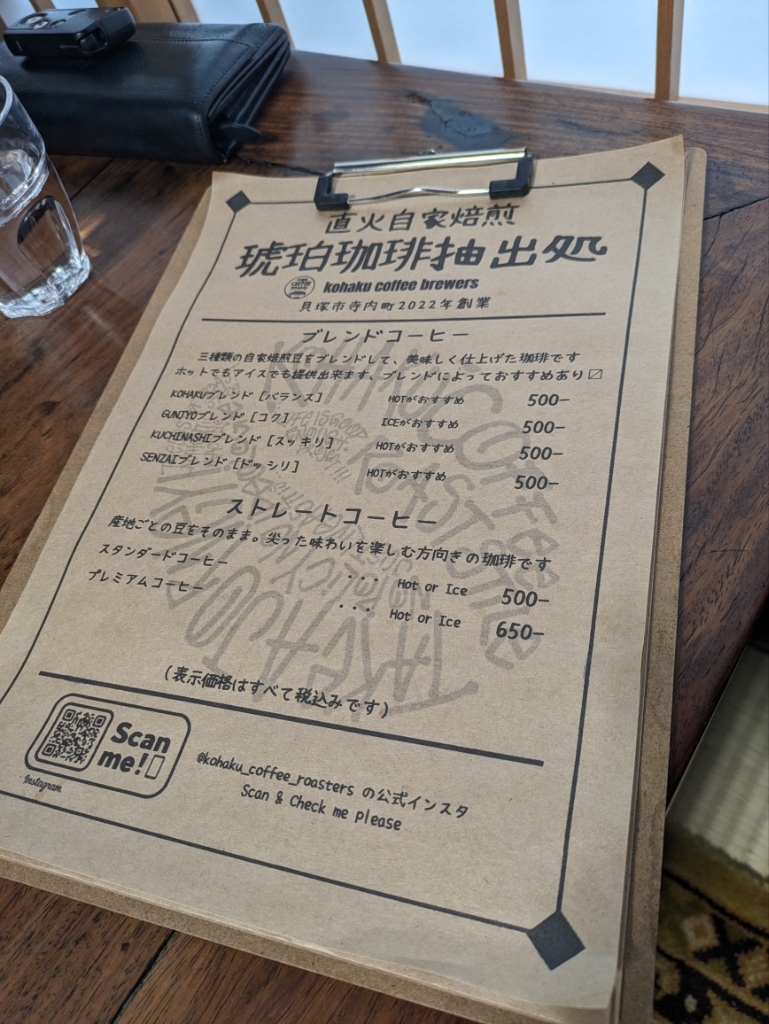 直火自家焙煎
琥珀珈琲抽出処
kohaku coffee brewers
貝塚市寺内町2022年創業
ブレンドコーヒー
三種類の自家焙煎豆をブレンドして、美味しく仕上げた珈琲です
ホットでもアイスでも提供出来ます、ブレンドによっておすすめあり〼
KOHAKUブレンド [バランス] HOTがおすすめ 500-
GUNJYOブレンド [コク] ICEがおすすめ 500-
KUCHINASHIブレンド [スッキリ] HOTがおすすめ 500-
SENZAIブレンド [ドッシリ] HOTがおすすめ 500-
ストレートコーヒー
産地ごとの豆をそのまま。尖った味わいを楽しむ方向きの珈琲です
スタンダードコーヒー ・・・ Hot or Ice 500-
プレミアムコーヒー ・・・ Hot or Ice 650-
(表示価格はすべて税込みです)
Scan
me!
Instagram
@kohaku_coffee_roasters の公式インスタ
Scan & Check me please